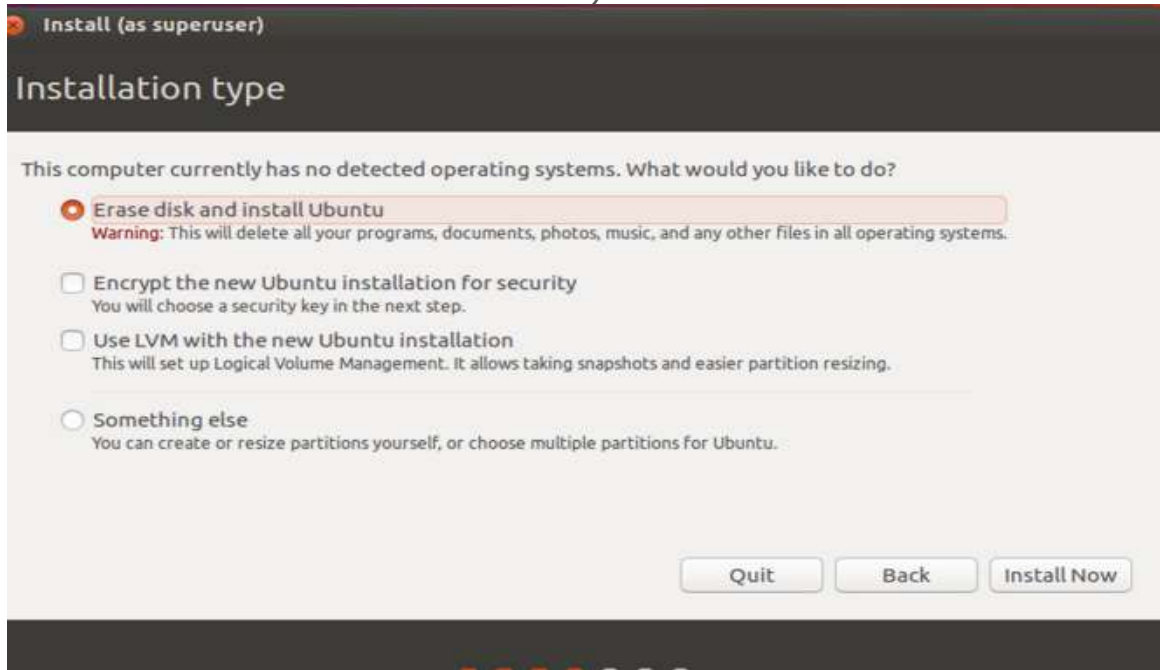 Install (as superuser)
Installation type
This computer currently has no detected operating systems. What would you like to do?
Erase disk and install Ubuntu
Warning: This will delete all your programs, documents, photos, music, and any other files in all operating systems.
Encrypt the new Ubuntu installation for security
You will choose a security key in the next step.
Use LVM with the new Ubuntu installation
This will set up Logical Volume Management. It allows taking snapshots and easier partition resizing.
Something else
You can create or resize partitions yourself, or choose multiple partitions for Ubuntu.
Quit Back Install Now